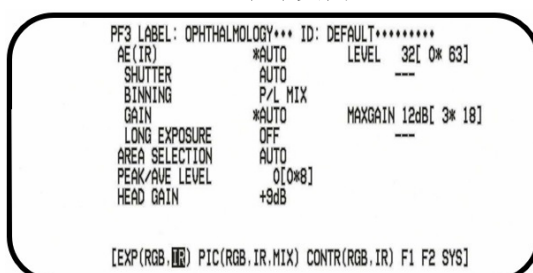 PF3 LABEL: OPHTHALMOLOGY*** ID: DEFAULT*********
AE(IR) *AUTO LEVEL 32[ 0* 63]
SHUTTER AUTO ---
BINNING P/L MIX
GAIN *AUTO MAXGAIN 12dB[ 3* 18]
LONG EXPOSURE OFF ---
AREA SELECTION AUTO
PEAK/AVE LEVEL 0[0*8]
HEAD GAIN +9dB
[EXP(RGB,IR) PIC(RGB,IR,MIX) CONTR(RGB,IR) F1 F2 SYS]